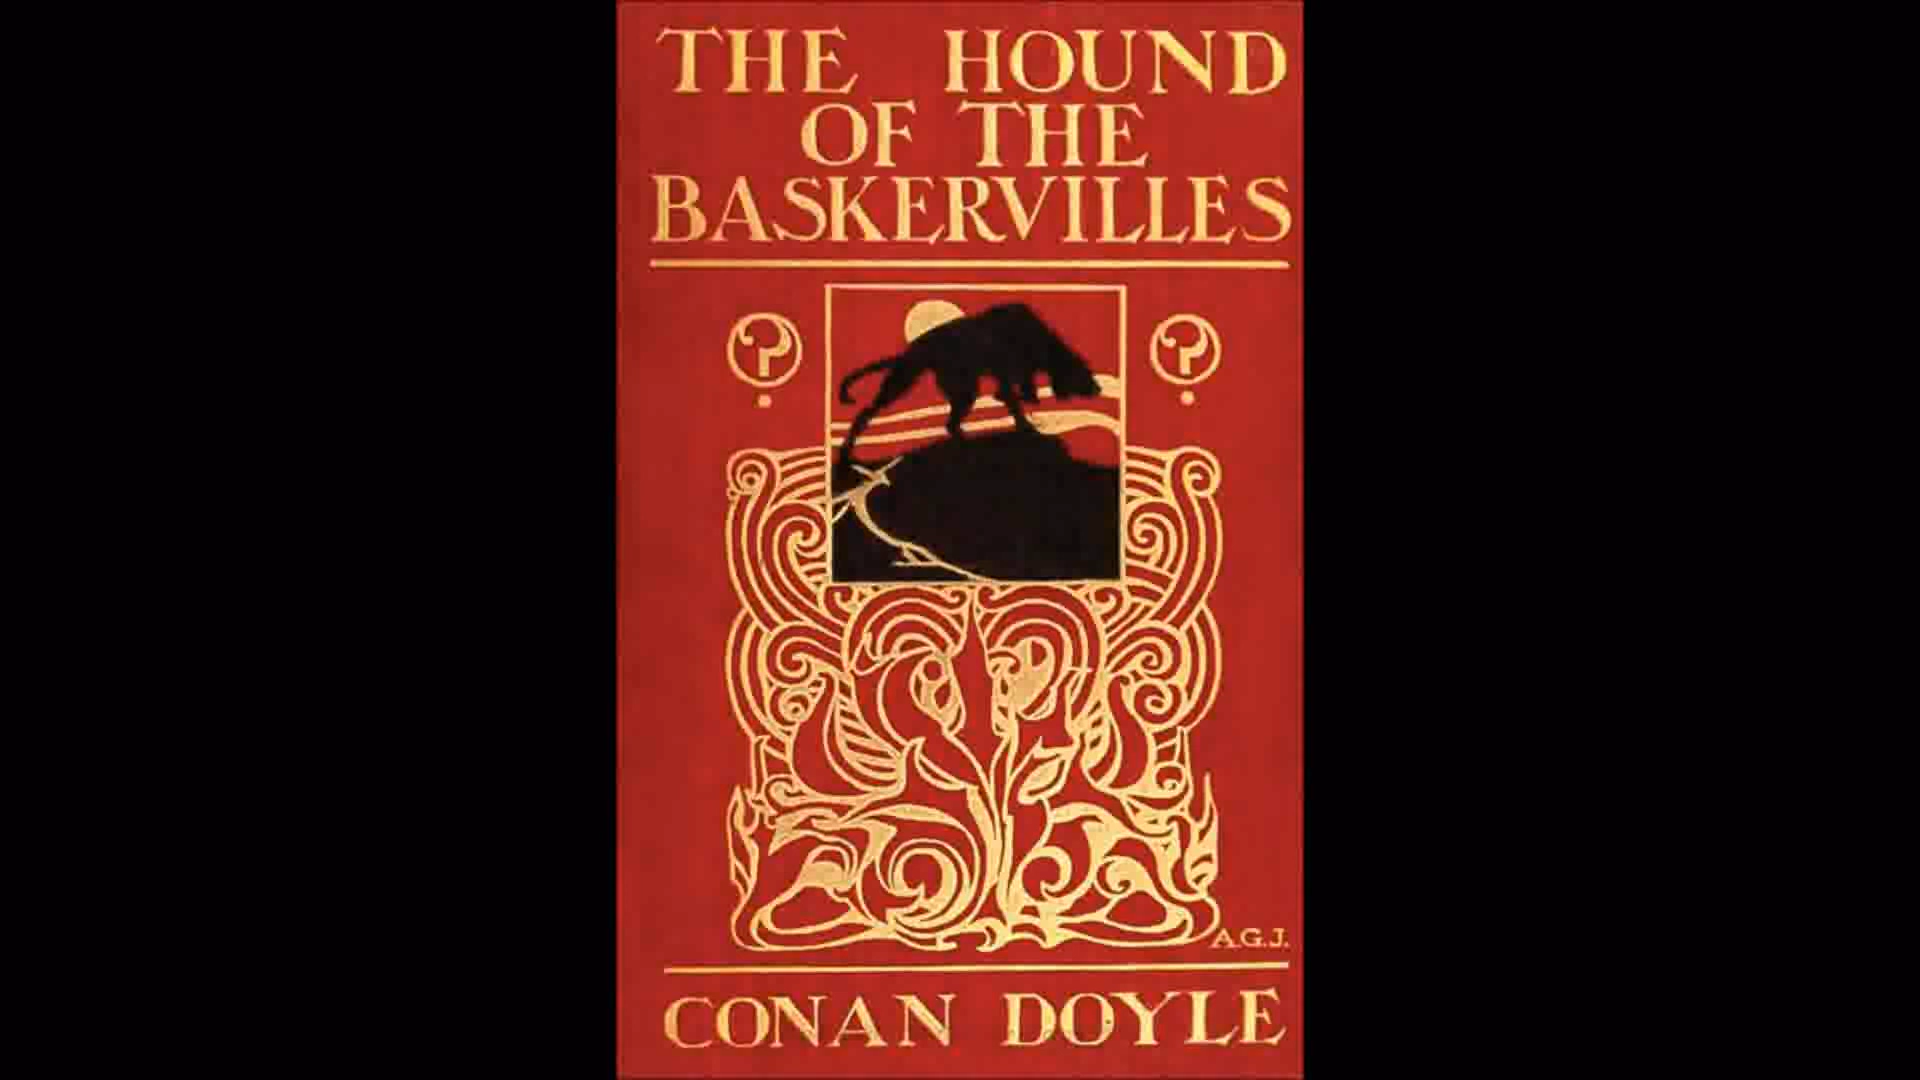 THE HOUND
OF THE
BASKERVILLES
? ?
A.G.J.
CONAN DOYLE